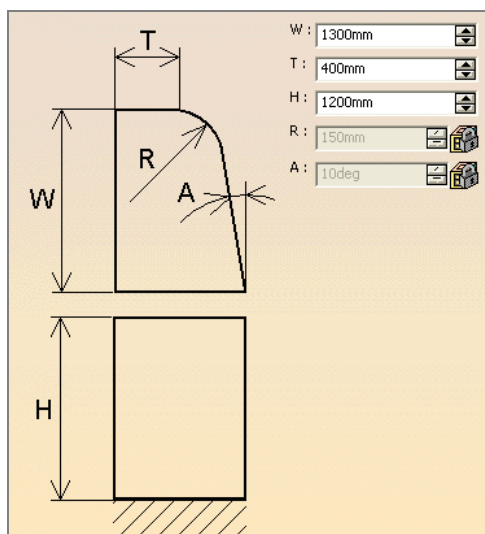 T
W : 1300mm
T : 400mm
H : 1200mm
R : 150mm
A : 10deg
R
A
W
H